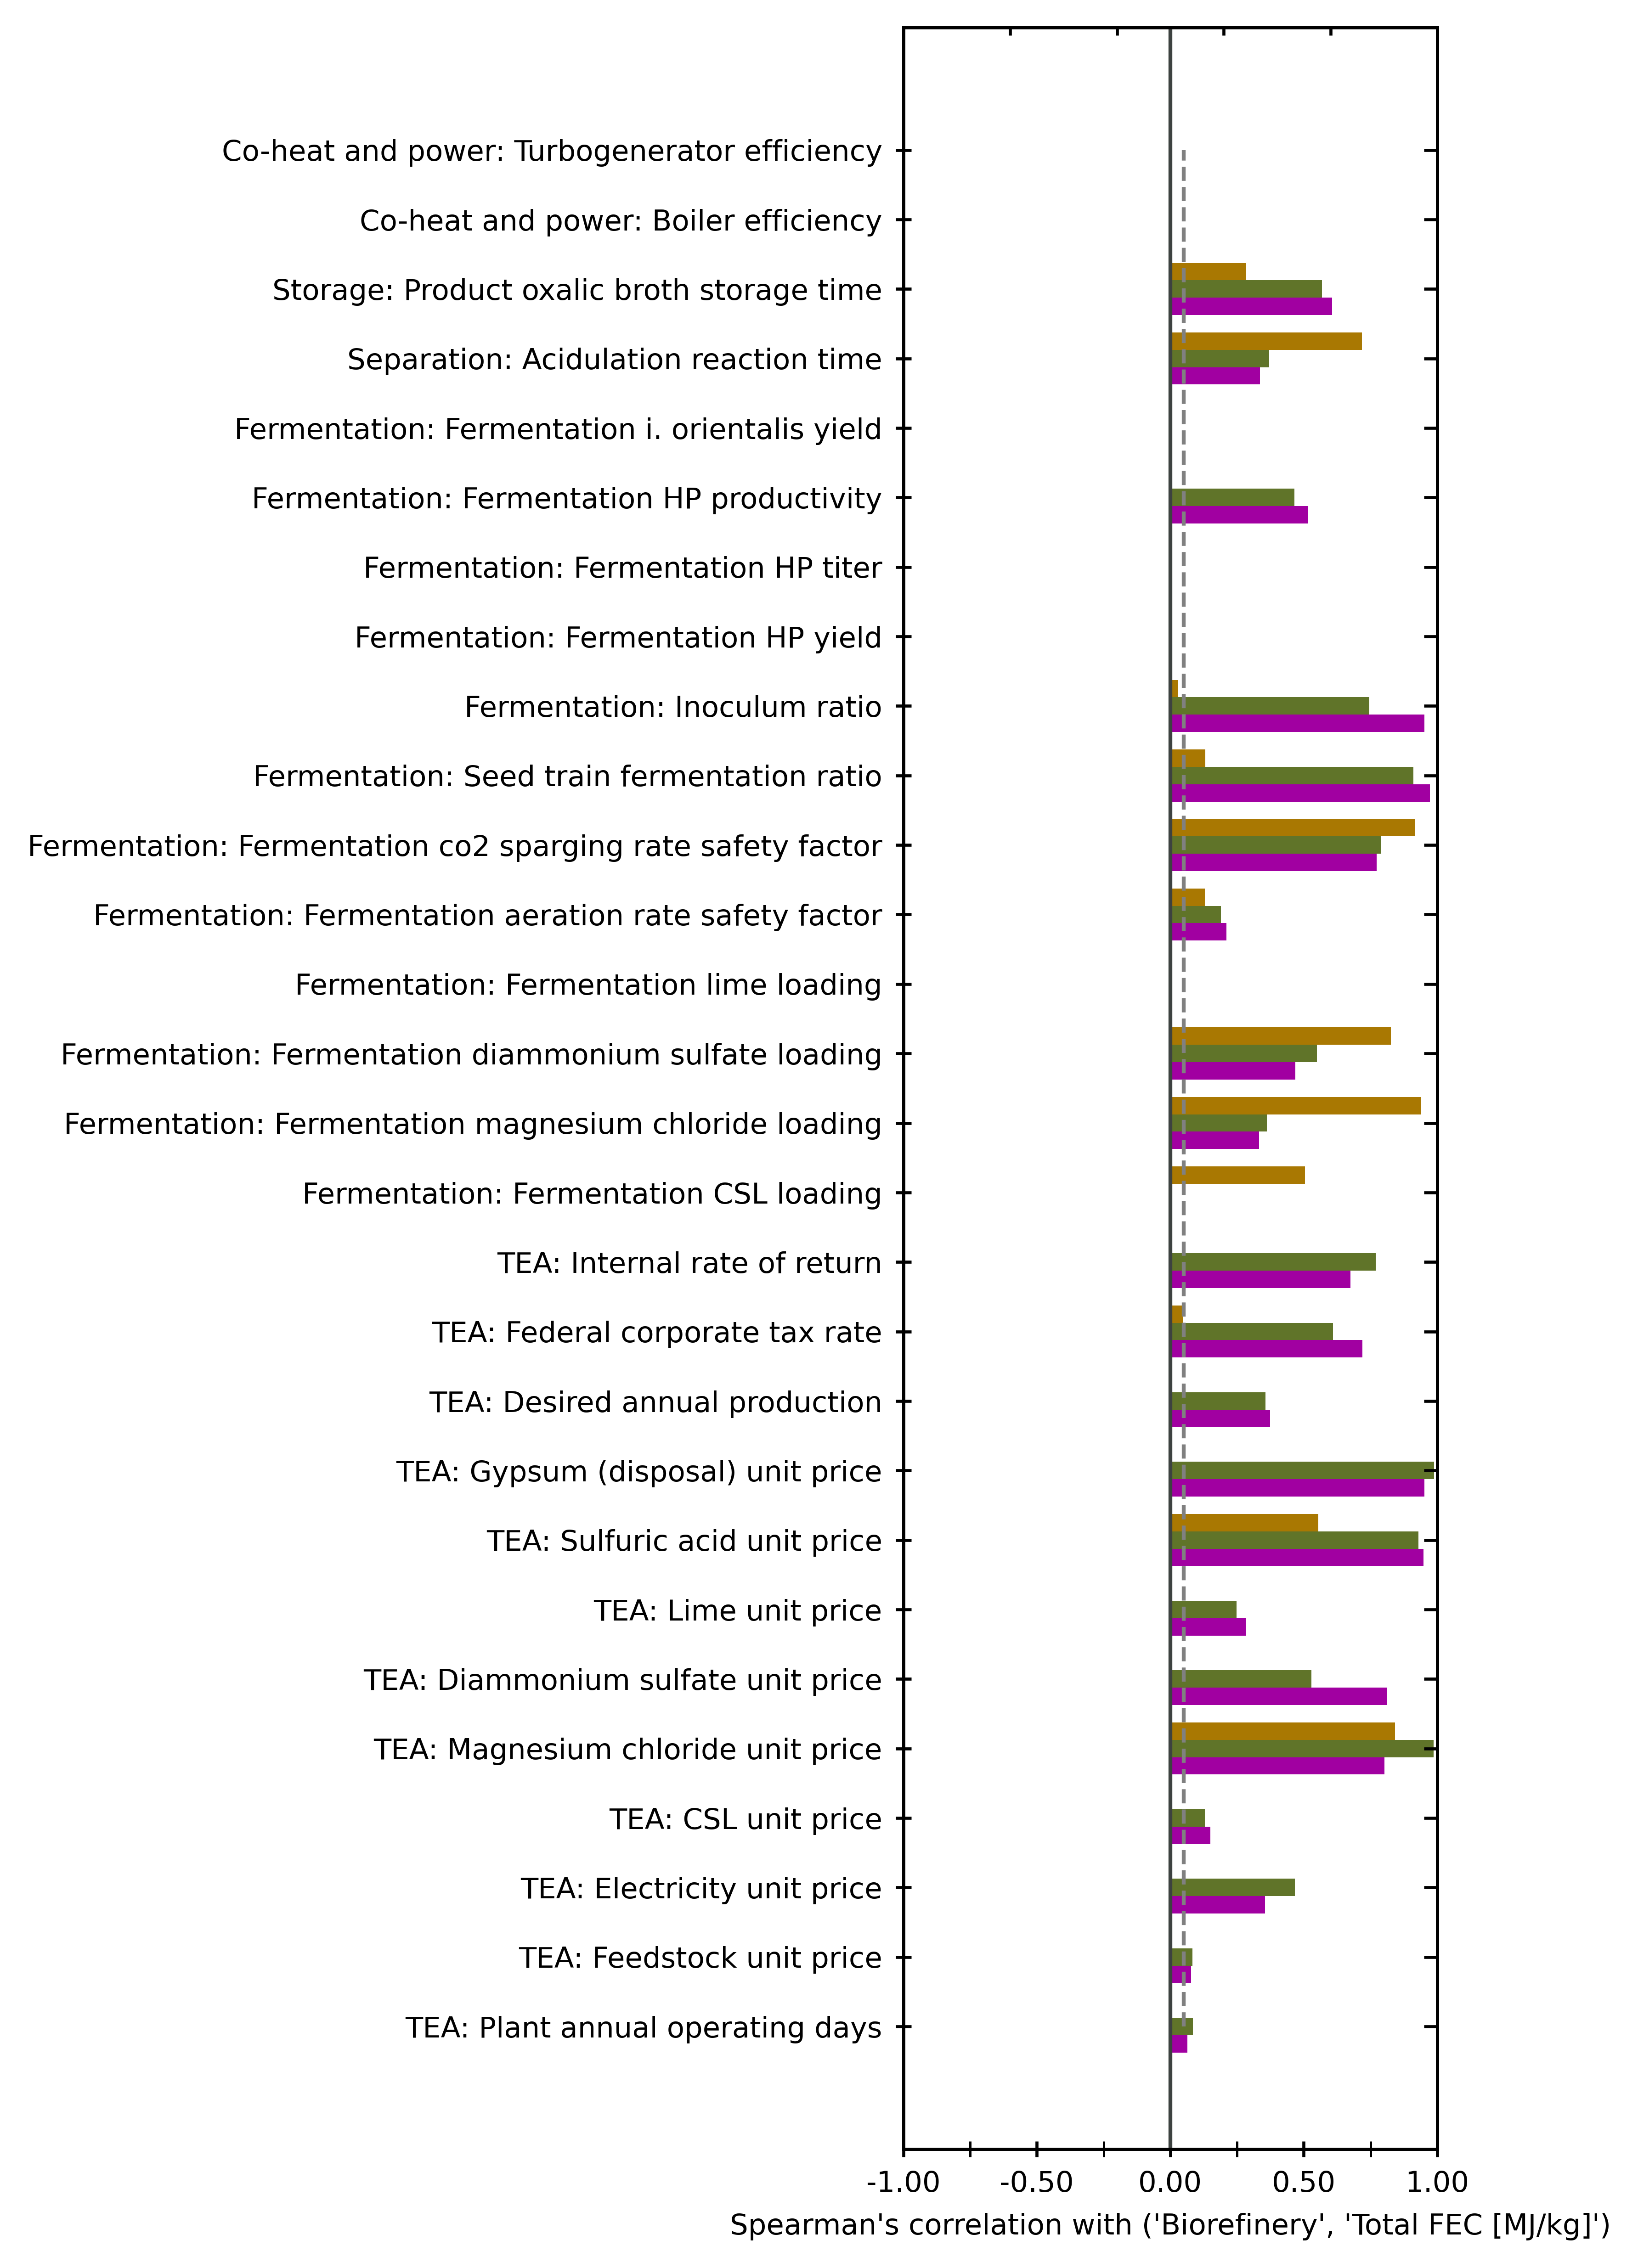 Co-heat and power: Turbogenerator efficiency
Co-heat and power: Boiler efficiency
Storage: Product oxalic broth storage time
Separation: Acidulation reaction time
Fermentation: Fermentation i. orientalis yield
Fermentation: Fermentation HP productivity
Fermentation: Fermentation HP titer
Fermentation: Fermentation HP yield
Fermentation: Inoculum ratio
Fermentation: Seed train fermentation ratio
Fermentation: Fermentation co2 sparging rate safety factor
Fermentation: Fermentation aeration rate safety factor
Fermentation: Fermentation lime loading
Fermentation: Fermentation diammonium sulfate loading
Fermentation: Fermentation magnesium chloride loading
Fermentation: Fermentation CSL loading
TEA: Internal rate of return
TEA: Federal corporate tax rate
TEA: Desired annual production
TEA: Gypsum (disposal) unit price
TEA: Sulfuric acid unit price
TEA: Lime unit price
TEA: Diammonium sulfate unit price
TEA: Magnesium chloride unit price
TEA: CSL unit price
TEA: Electricity unit price
TEA: Feedstock unit price
TEA: Plant annual operating days
-1.00 -0.50 0.00 0.50 1.00
Spearman's correlation with ('Biorefinery', 'Total FEC [MJ/kg]')